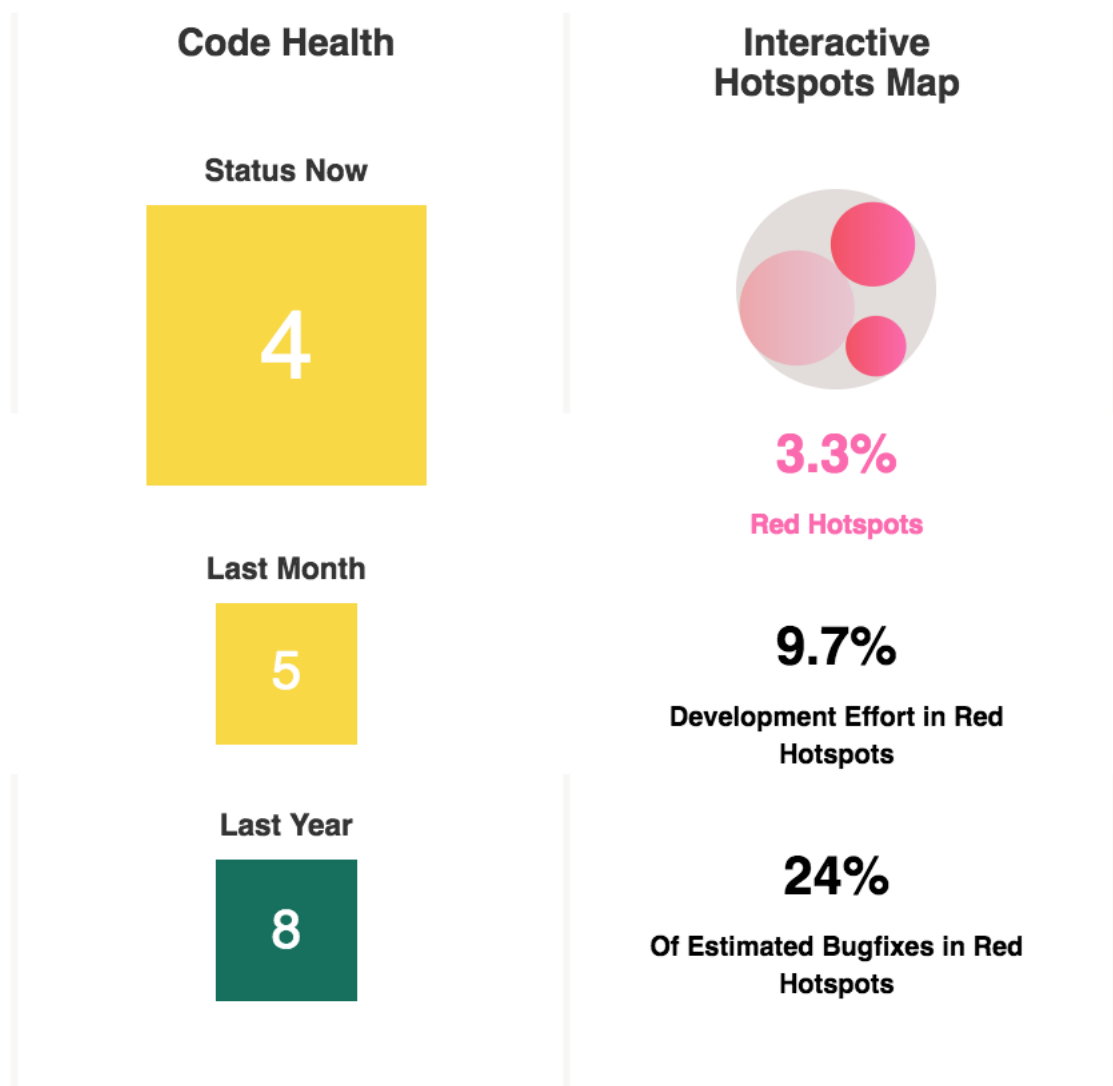 Code Health
Status Now
4
Last Month
5
Last Year
8
Interactive
Hotspots Map
3.3%
Red Hotspots
9.7%
Development Effort in Red
Hotspots
24%
Of Estimated Bugfixes in Red
Hotspots